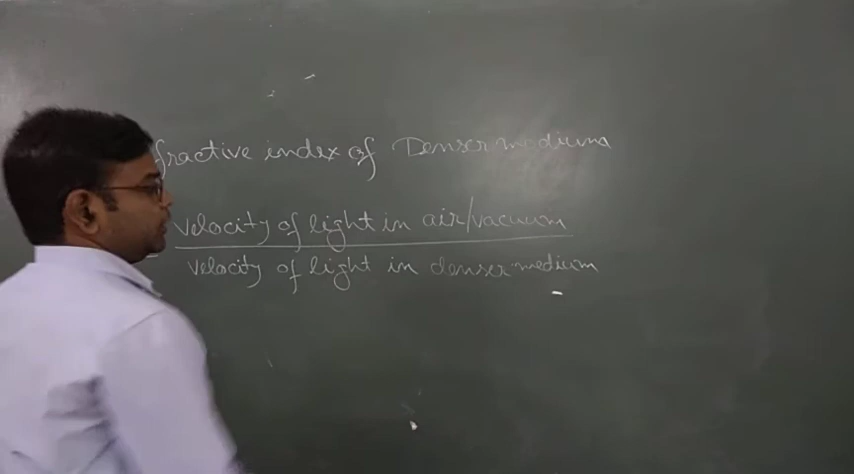 fractive index of Denser medium
velocity of light in air/vacuum
velocity of light in denser medium